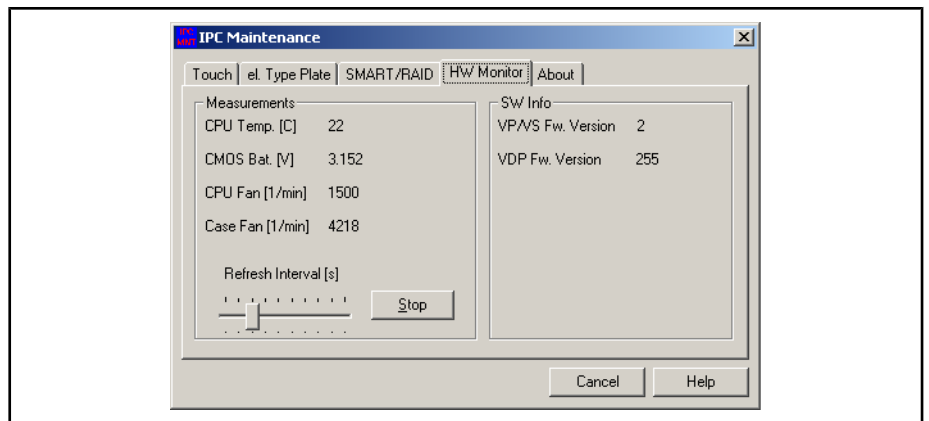 IPC MNT IPC Maintenance
Touch el. Type Plate SMART/RAID HW Monitor About
Measurements
CPU Temp. [C] 22
CMOS Bat. [V] 3.152
CPU Fan [1/min] 1500
Case Fan [1/min] 4218
Refresh Interval [s]
Stop
SW Info
VP/VS Fw. Version 2
VDP Fw. Version 255
Cancel Help